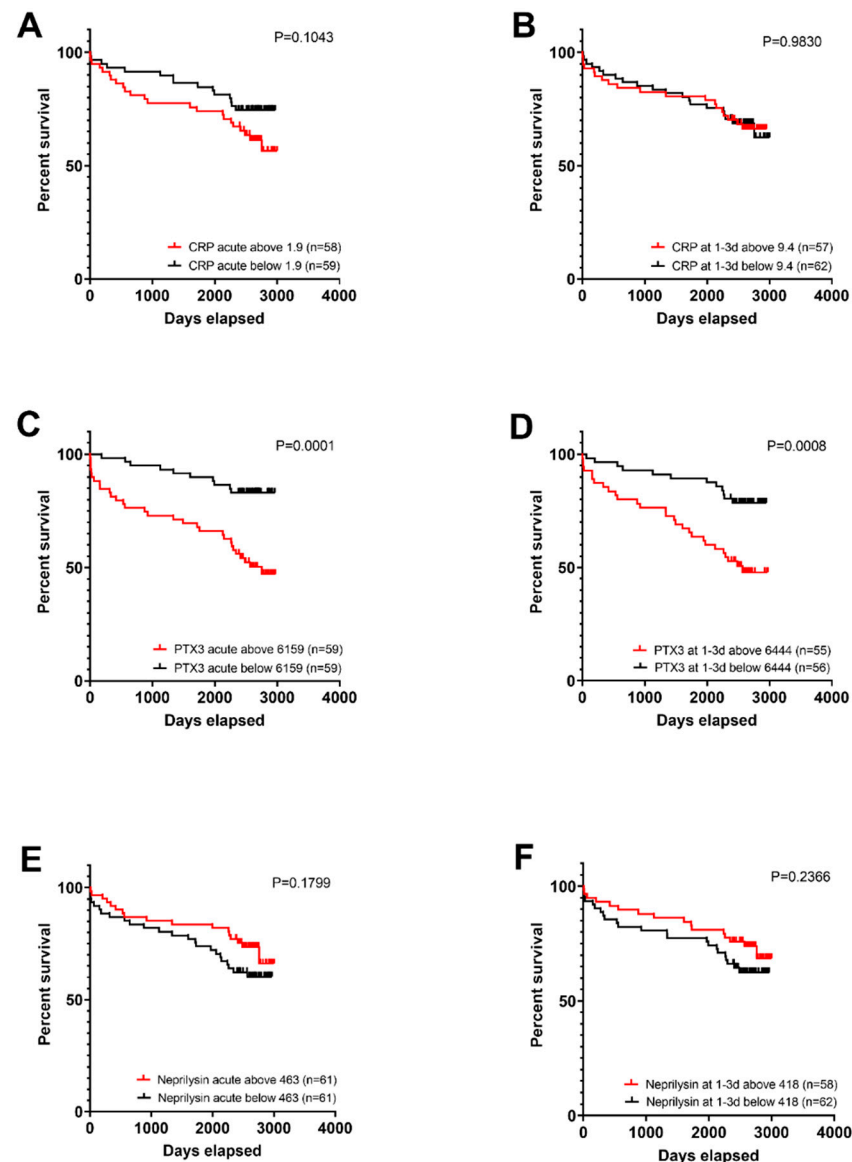 A
P=0.1043
100
50
0
Percent survival
CRP acute above 1.9 (n=58)
CRP acute below 1.9 (n=59)
0 1000 2000 3000 4000
Days elapsed
B
P=0.9830
100
50
0
Percent survival
CRP at 1-3d above 9.4 (n=57)
CRP at 1-3d below 9.4 (n=62)
0 1000 2000 3000 4000
Days elapsed
C
P=0.0001
100
50
0
Percent survival
PTX3 acute above 6159 (n=59)
PTX3 acute below 6159 (n=59)
0 1000 2000 3000 4000
Days elapsed
D
P=0.0008
100
50
0
Percent survival
PTX3 at 1-3d above 6444 (n=55)
PTX3 at 1-3d below 6444 (n=56)
0 1000 2000 3000 4000
Days elapsed
E
P=0.1799
100
50
0
Percent survival
Neprilysin acute above 463 (n=61)
Neprilysin acute below 463 (n=61)
0 1000 2000 3000 4000
Days elapsed
F
P=0.2366
100
50
0
Percent survival
Neprilysin at 1-3d above 418 (n=58)
Neprilysin at 1-3d below 418 (n=62)
0 1000 2000 3000 4000
Days elapsed